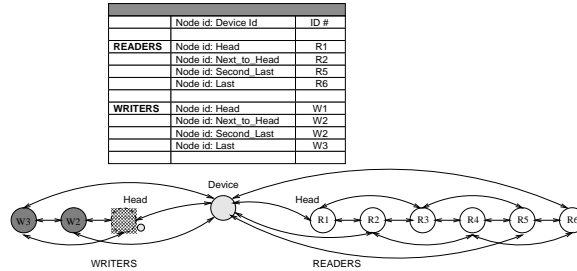 Node id: Device Id ID #
READERS Node id: Head R1
Node id: Next_to_Head R2
Node id: Second_Last R5
Node id: Last R6
WRITERS Node id: Head W1
Node id: Next_to_Head W2
Node id: Second_Last W2
Node id: Last W3
Device
Head Head
W3 W2 R1 R2 R3 R4 R5 R6
WRITERS READERS